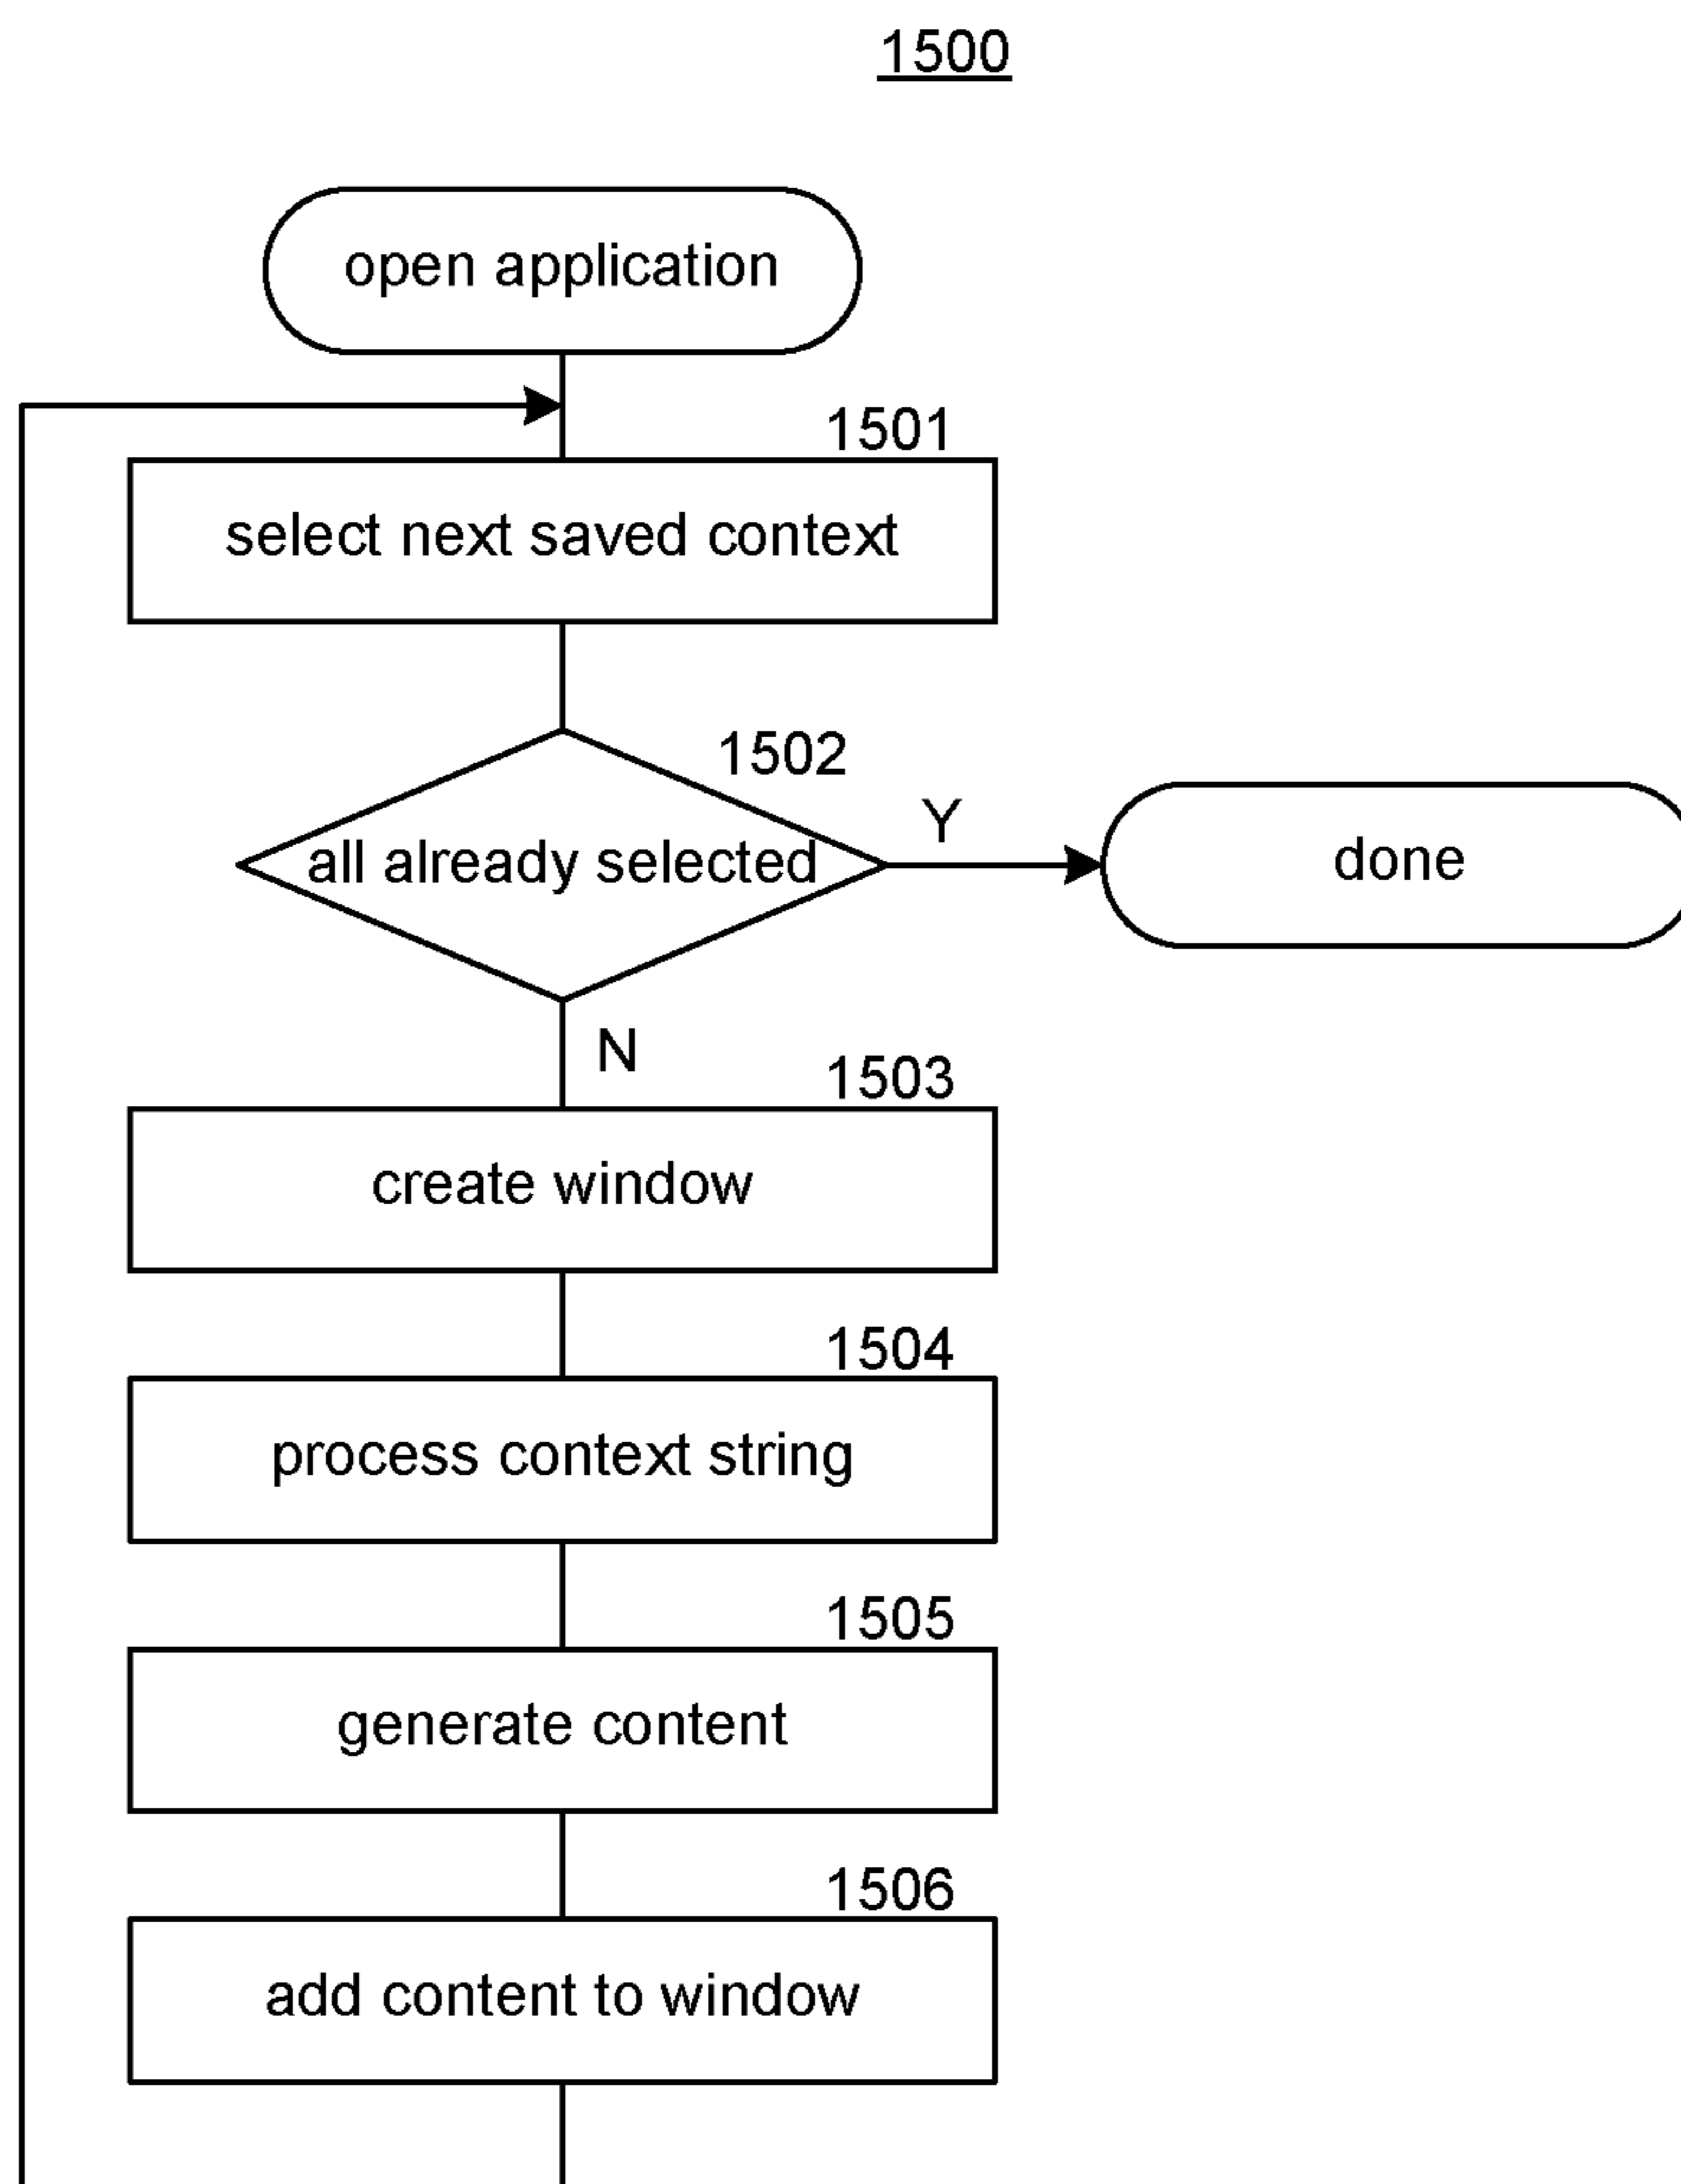 1500
open application
1501
select next saved context
1502
all already selected
Y
done
N
1503
create window
1504
process context string
1505
generate content
1506
add content to window